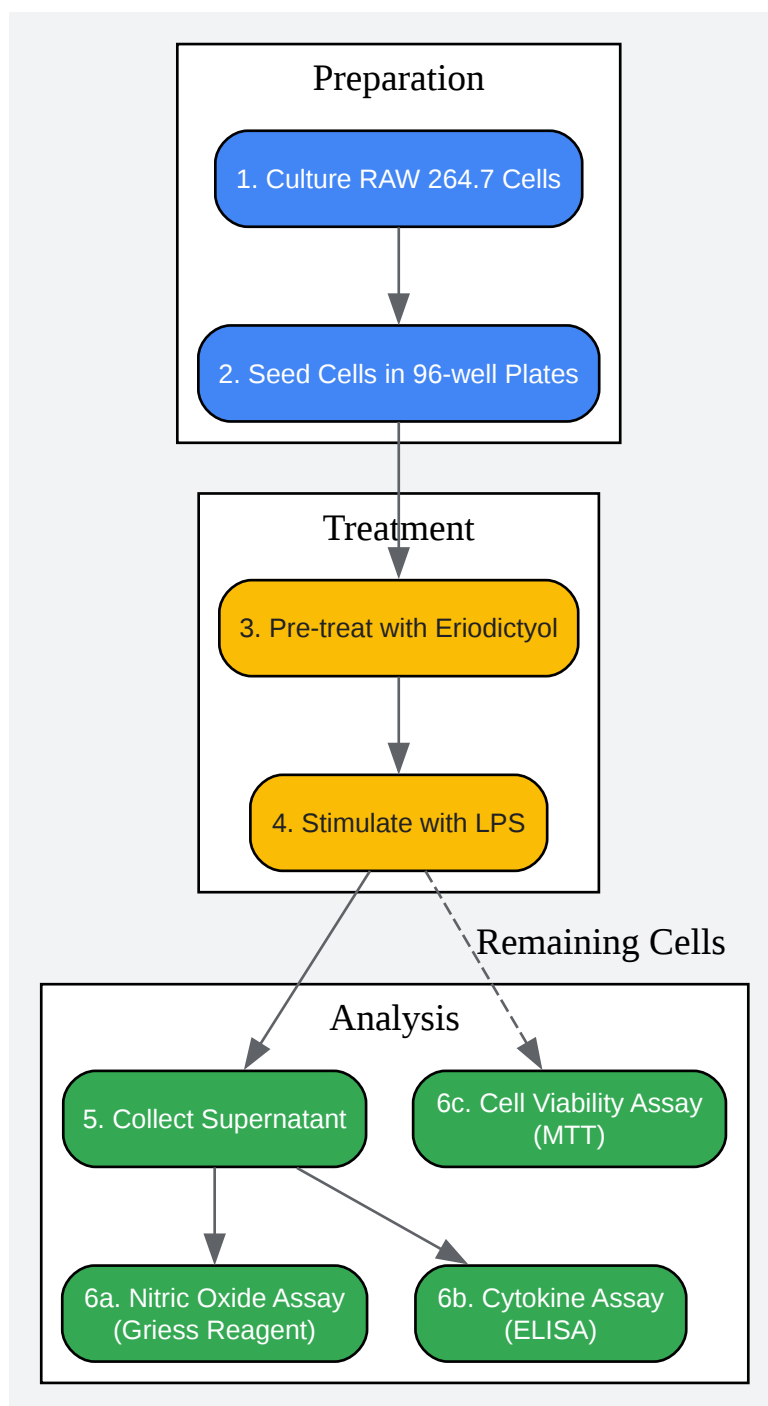 Preparation
1. Culture RAW 264.7 Cells
2. Seed Cells in 96-well Plates
Treatment
3. Pre-treat with Eriodictyol
4. Stimulate with LPS
Remaining Cells
Analysis
5. Collect Supernatant
6c. Cell Viability Assay
(MTT)
6a. Nitric Oxide Assay
(Griess Reagent)
6b. Cytokine Assay
(ELISA)